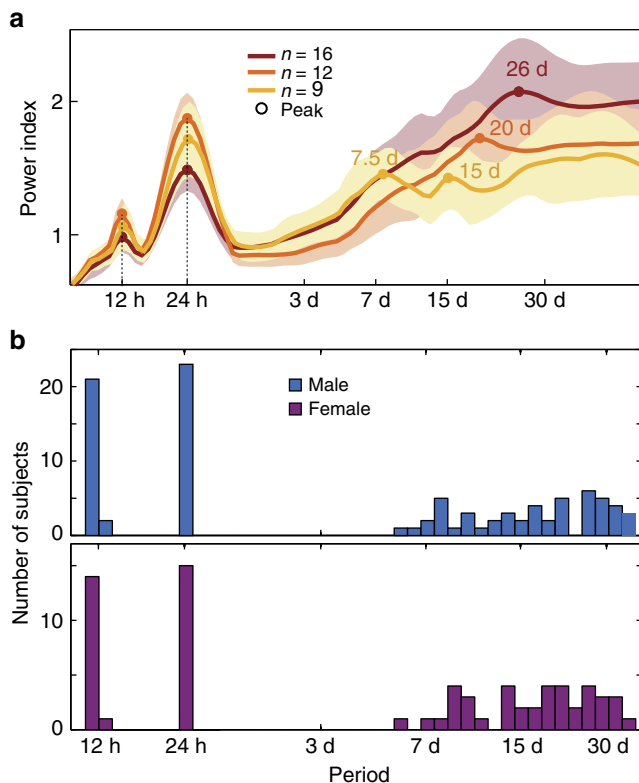 a
n = 16
n = 12
n = 9
Peak
26 d
20 d
7.5 d
15 d
2
1
Power index
12 h 24 h 3 d 7 d 15 d 30 d
b
Male
Female
20
10
0
10
0
Number of subjects
12 h 24 h 3 d 7 d 15 d 30 d
Period